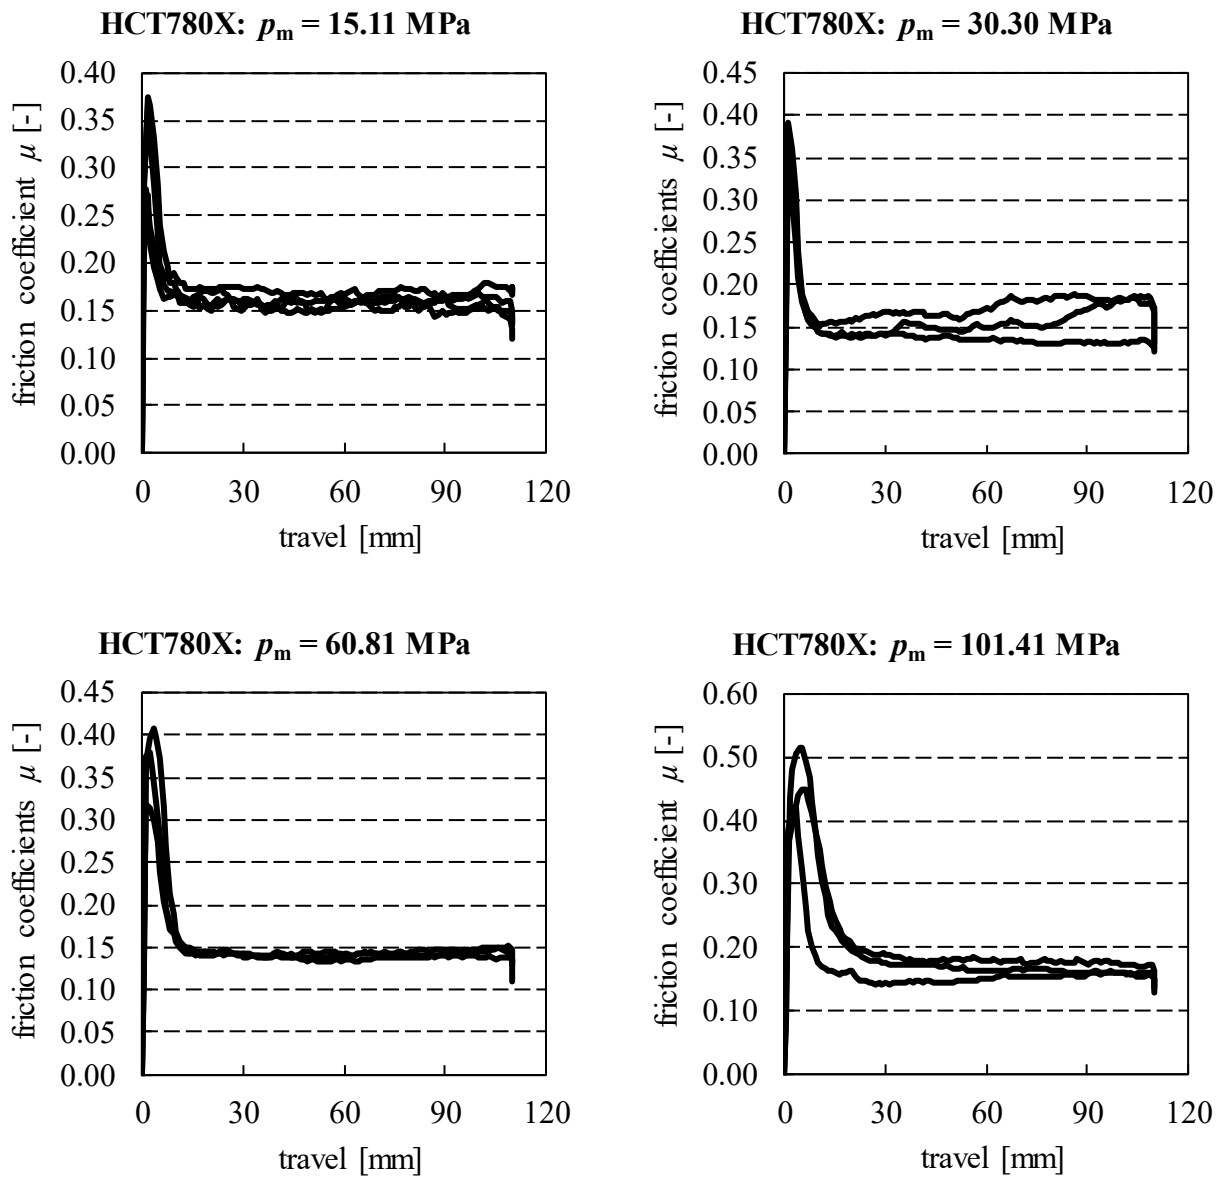 HCT780X: pm = 15.11 MPa
friction coefficient μ [-]
0.40
0.35
0.30
0.25
0.20
0.15
0.10
0.05
0.00
0 30 60 90 120
travel [mm]
HCT780X: pm = 30.30 MPa
friction coefficients μ [-]
0.45
0.40
0.35
0.30
0.25
0.20
0.15
0.10
0.05
0.00
0 30 60 90 120
travel [mm]
HCT780X: pm = 60.81 MPa
friction coefficients μ [-]
0.45
0.40
0.35
0.30
0.25
0.20
0.15
0.10
0.05
0.00
0 30 60 90 120
travel [mm]
HCT780X: pm = 101.41 MPa
friction coefficient μ [-]
0.60
0.50
0.40
0.30
0.20
0.10
0.00
0 30 60 90 120
travel [mm]